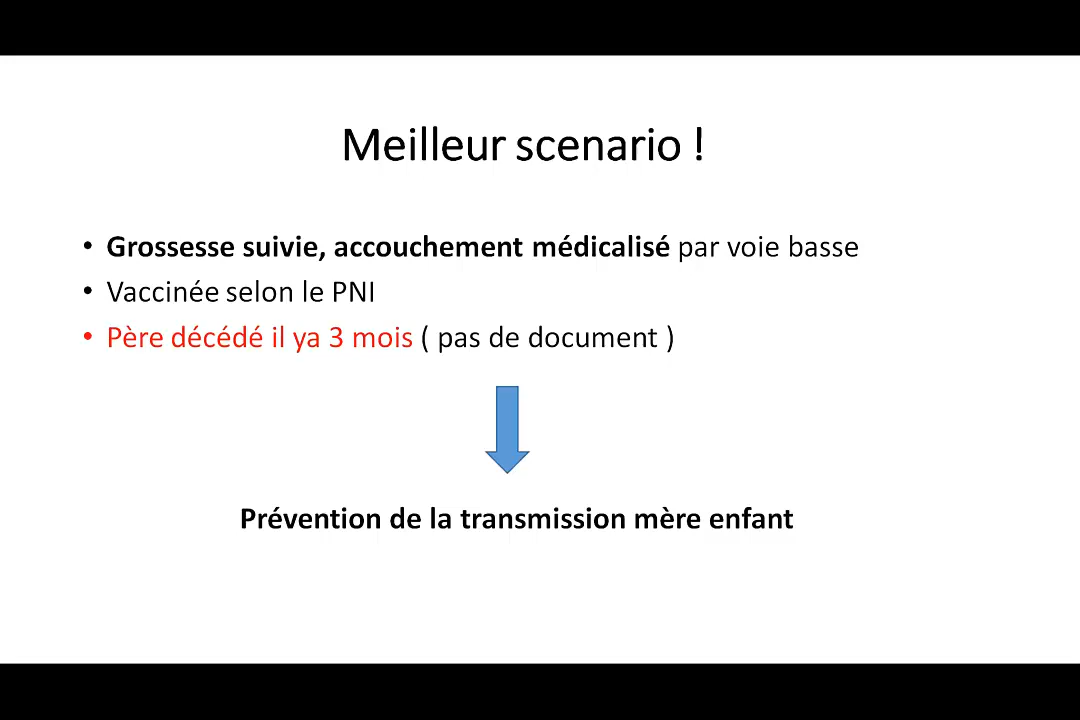 Meilleur scenario !
• Grossesse suivie, accouchement médicalisé par voie basse
• Vaccinée selon le PNI
• Père décédé il ya 3 mois ( pas de document )
Prévention de la transmission mère enfant